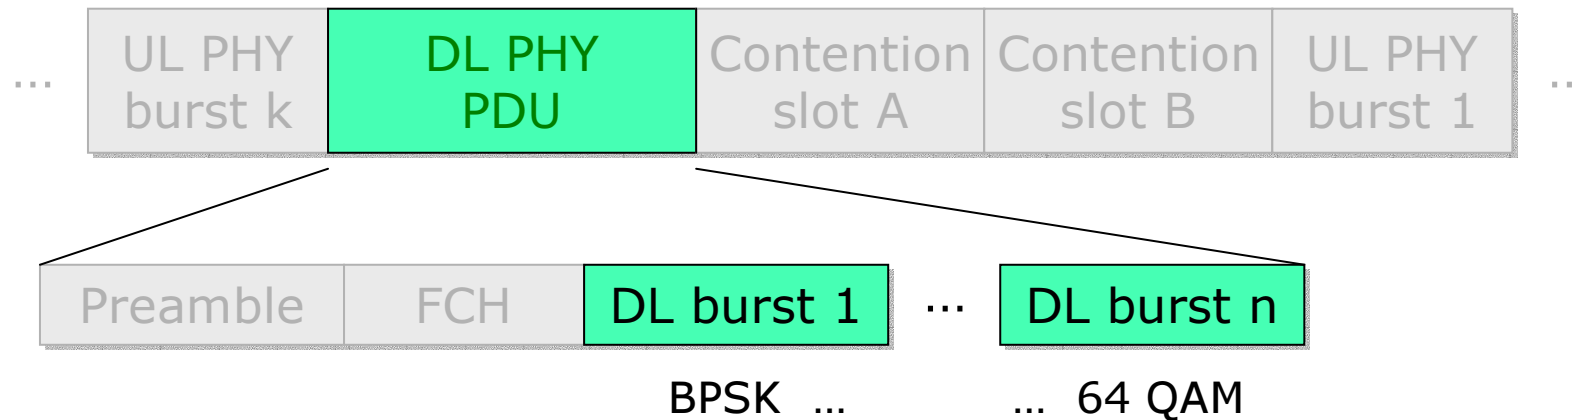 ... UL PHY burst k DL PHY PDU Contention slot A Contention slot B UL PHY burst 1 ..
Preamble FCH DL burst 1 ... DL burst n
BPSK ... ... 64 QAM